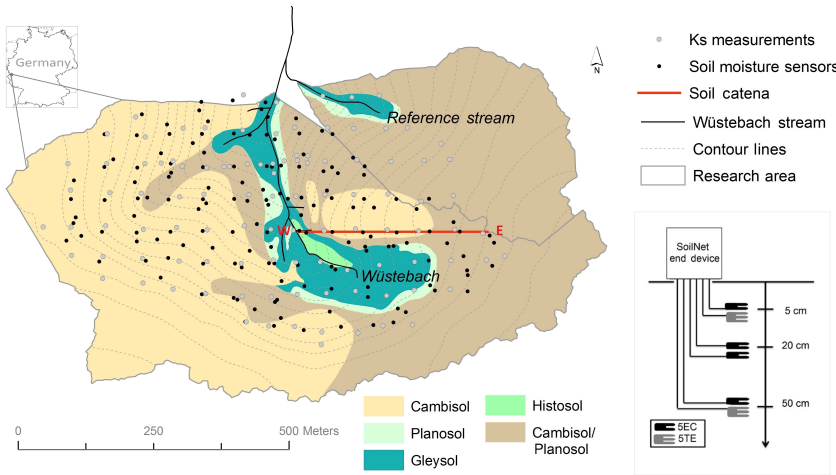 Germany
N
Reference stream
W
E
Wüstebach
Ks measurements
Soil moisture sensors
Soil catena
Wüstebach stream
Contour lines
Research area
SoilNet
end device
5 cm
20 cm
50 cm
5EC
5TE
Cambisol
Histosol
Planosol
Cambisol/
Planosol
Gleysol
0 250 500 Meters